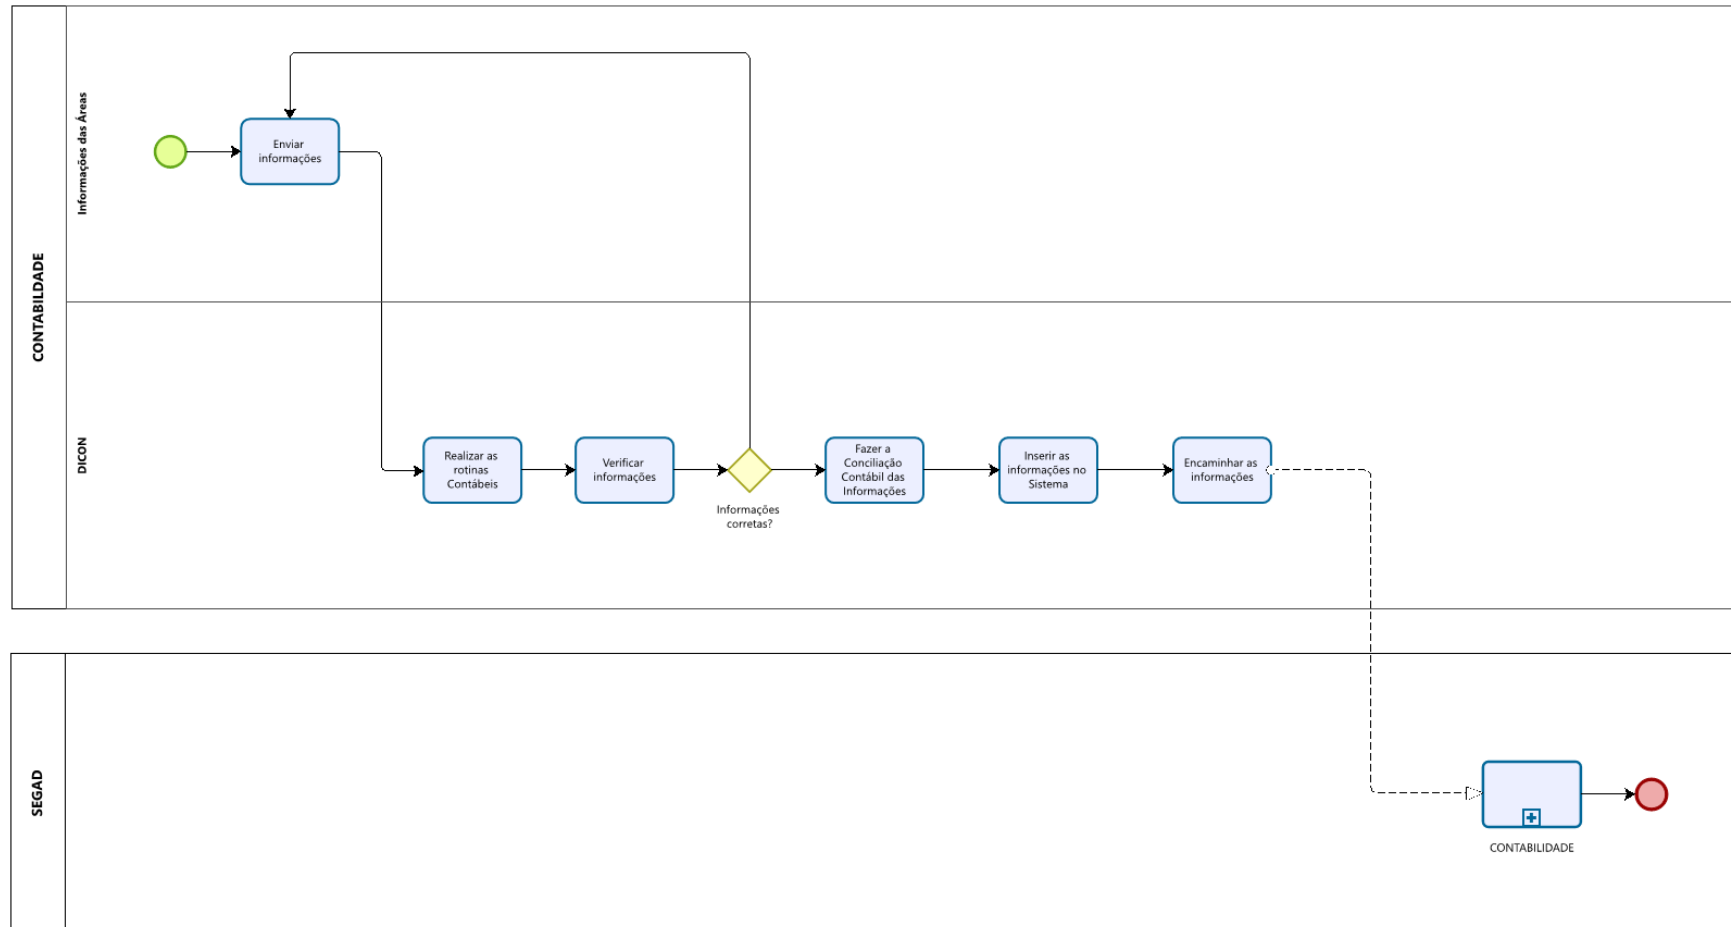 CONTABILDADE
Informações das Áreas
Enviar
informações
DICON
Realizar as
rotinas
Contábeis
Verificar
informações
Informações
corretas?
Fazer a
Conciliação
Contábil das
Informações
Inserir as
informações no
Sistema
Encaminhar as
informações
SEGAD
CONTABILIDADE